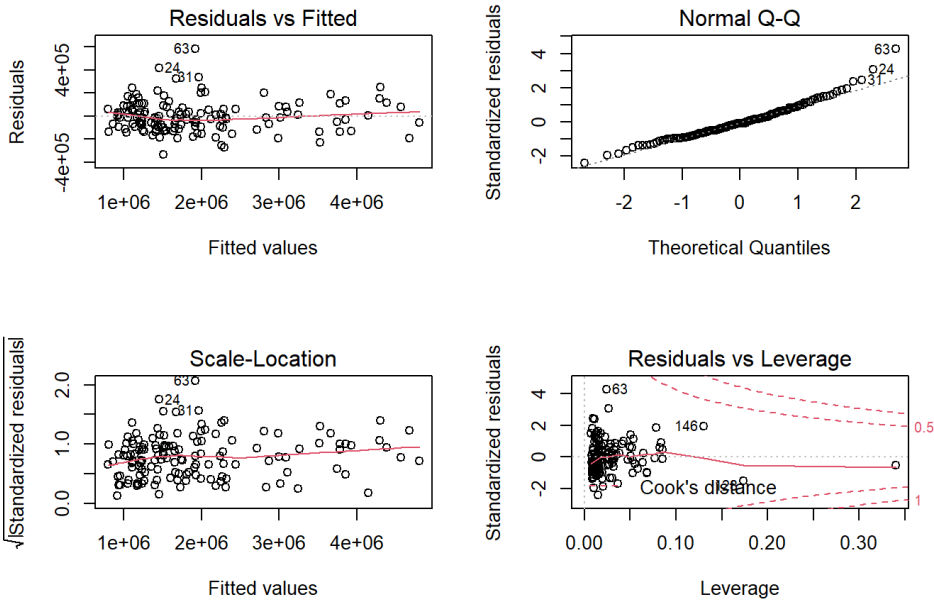 Residuals vs Fitted
Residuals
4e+05
-4e+05
63
24
31
1e+06 2e+06 3e+06 4e+06
Fitted values
Normal Q-Q
Standardized residuals
4
2
0
-2
63
24
31
-2 -1 0 1 2
Theoretical Quantiles
Scale-Location
√|Standardized residuals|
2.0
1.0
0.0
63
24
31
1e+06 2e+06 3e+06 4e+06
Fitted values
Residuals vs Leverage
Standardized residuals
4
2
0
-2
63
146
Cook's distance
0.5
1
0.00 0.10 0.20 0.30
Leverage